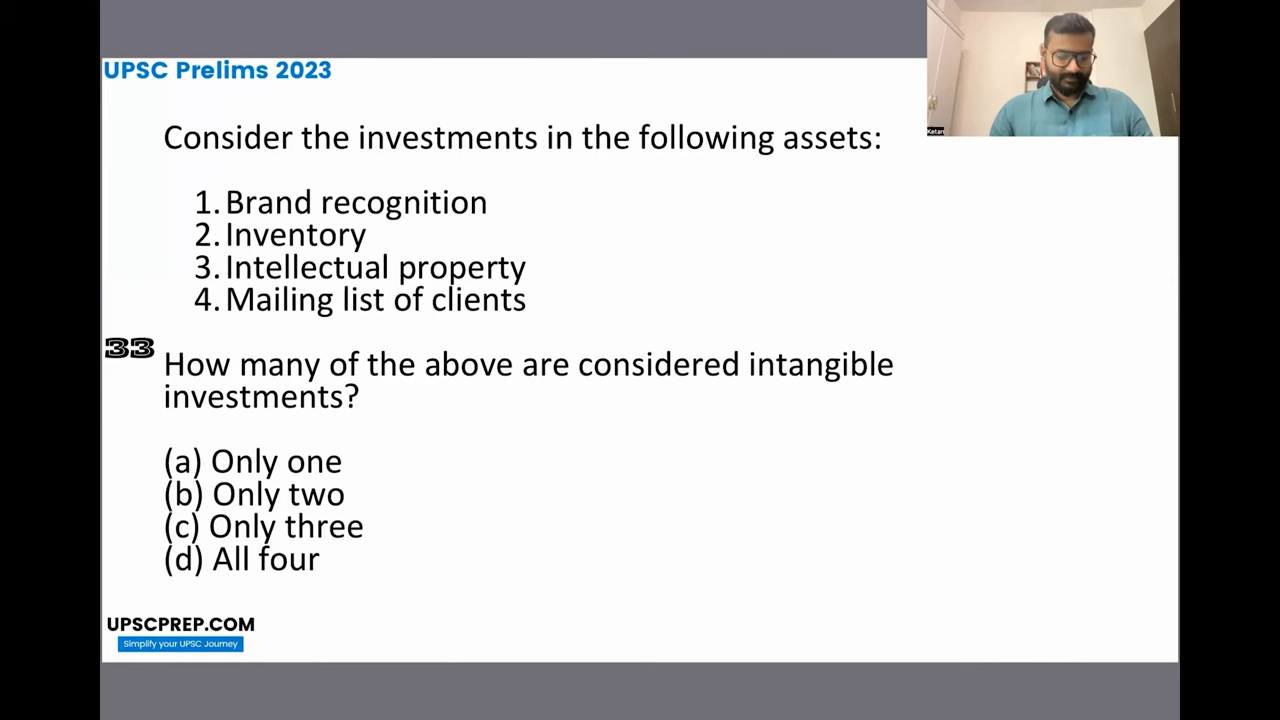 UPSC Prelims 2023
Ketan
Consider the investments in the following assets:
1. Brand recognition
2. Inventory
3. Intellectual property
4. Mailing list of clients
33
How many of the above are considered intangible
investments?
(a) Only one
(b) Only two
(c) Only three
(d) All four
UPSCPREP.COM
Simplify your UPSC Journey